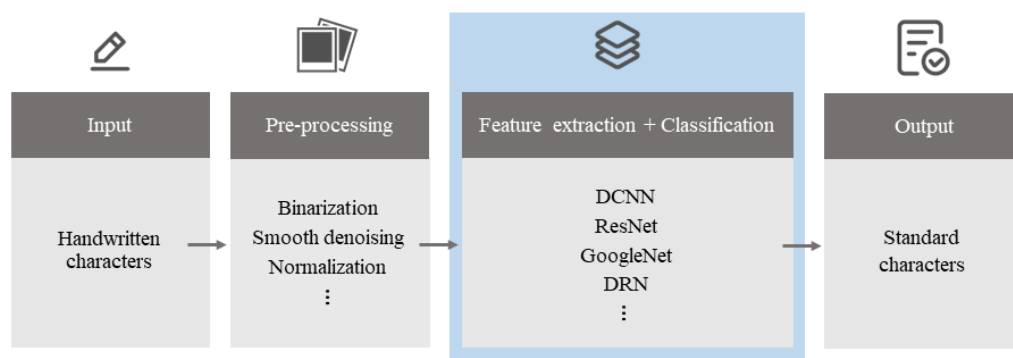 Input
Pre-processing
Feature extraction + Classification
Output
Handwritten
characters
Binarization
Smooth denoising
Normalization
⋮
DCNN
ResNet
GoogleNet
DRN
⋮
Standard
characters